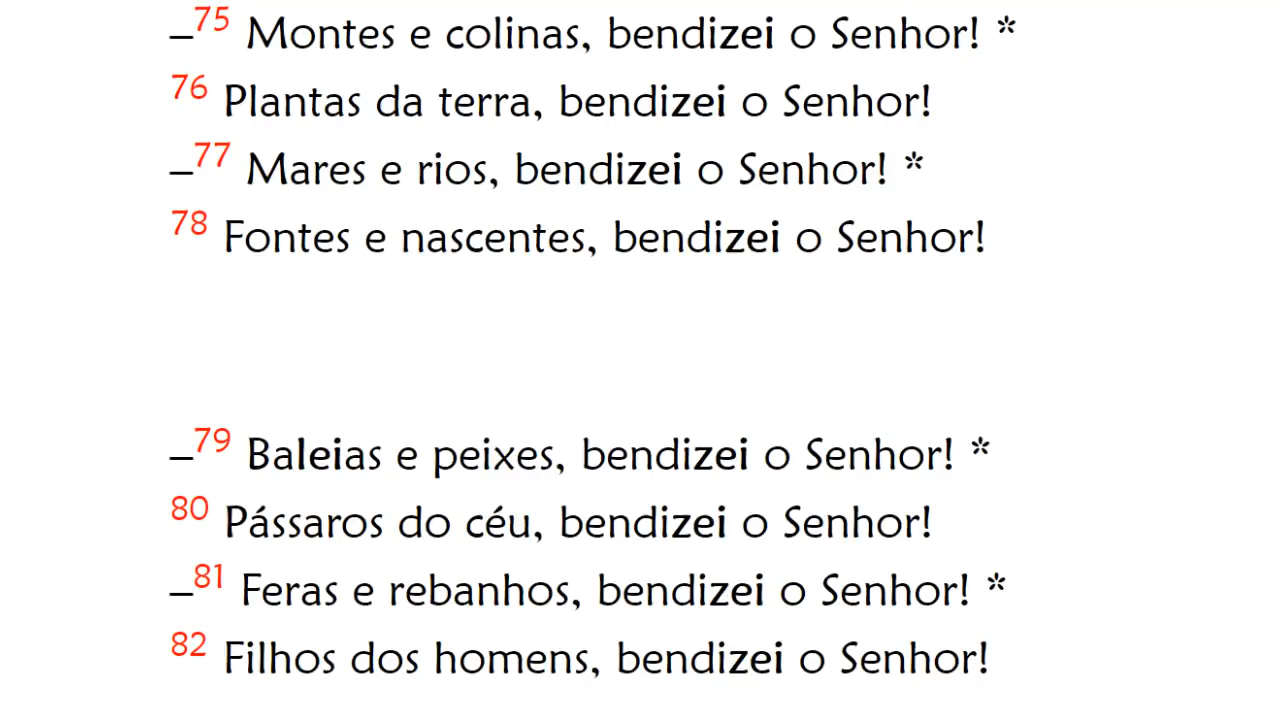 –75 Montes e colinas, bendizei o Senhor! *
76 Plantas da terra, bendizei o Senhor!
–77 Mares e rios, bendizei o Senhor! *
78 Fontes e nascentes, bendizei o Senhor!
–79 Baleias e peixes, bendizei o Senhor! *
80 Pássaros do céu, bendizei o Senhor!
–81 Feras e rebanhos, bendizei o Senhor! *
82 Filhos dos homens, bendizei o Senhor!